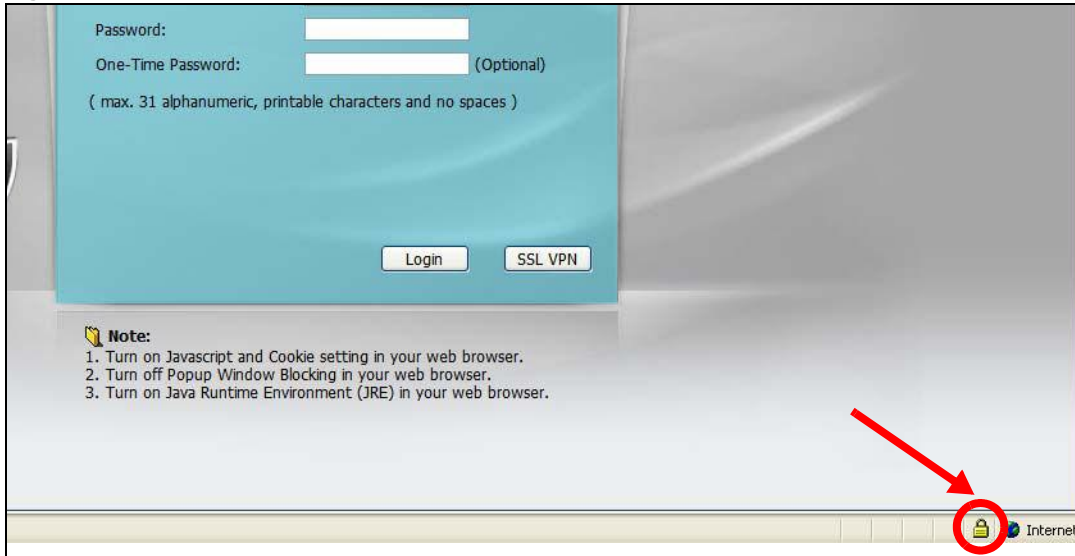 Password:
One-Time Password: (Optional)
( max. 31 alphanumeric, printable characters and no spaces )
Login SSL VPN
Note:
1. Turn on Javascript and Cookie setting in your web browser.
2. Turn off Popup Window Blocking in your web browser.
3. Turn on Java Runtime Environment (JRE) in your web browser.
Internet